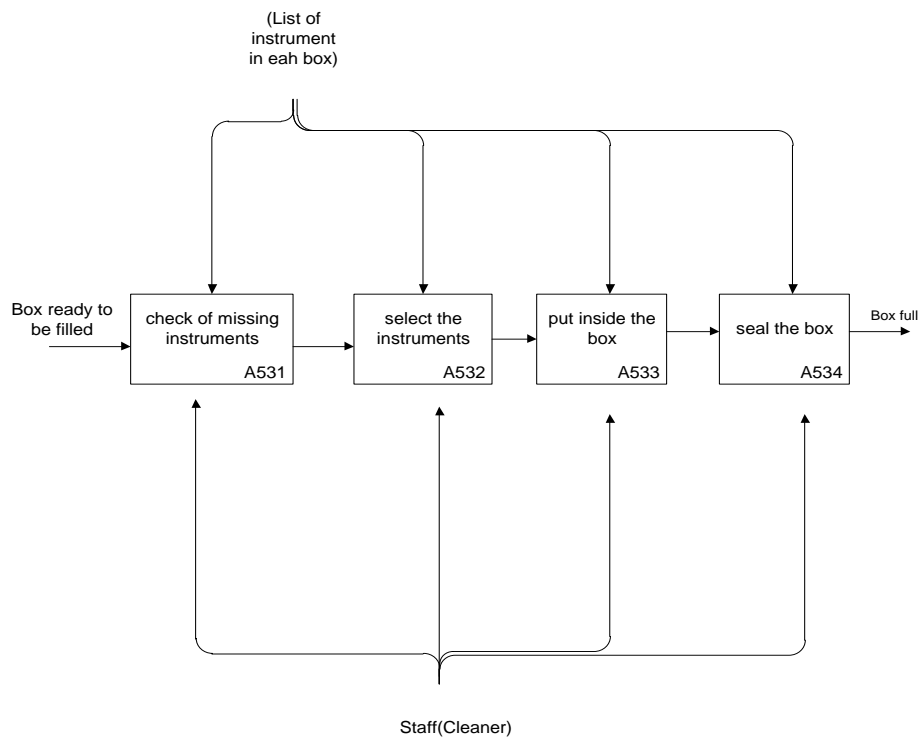 (List of
instrument
in eah box)
Box ready to
be filled
check of missing
instruments
A531
select the
instruments
A532
put inside the
box
A533
seal the box
A534
Box full
Staff(Cleaner)